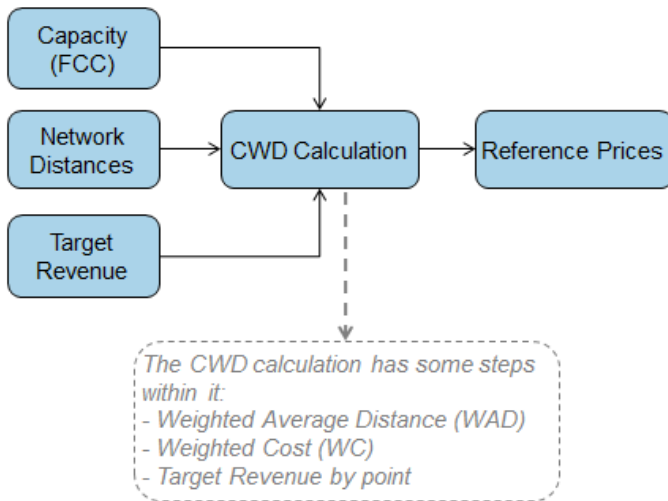 Capacity
(FCC)
Network
Distances
CWD Calculation
Reference Prices
Target
Revenue
The CWD calculation has some steps
within it:
- Weighted Average Distance (WAD)
- Weighted Cost (WC)
- Target Revenue by point